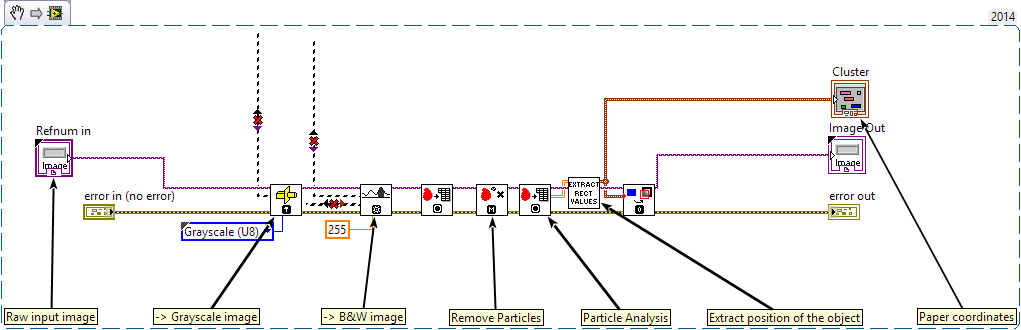 2014
Cluster
Refnum in
Image
Image Out
Image
error in (no error)
error out
EXTRACT
RECT
VALUES
Grayscale (U8)
255
Raw input image
-> Grayscale image
-> B&W image
Remove Particles
Particle Analysis
Extract position of the object
Paper coordinates